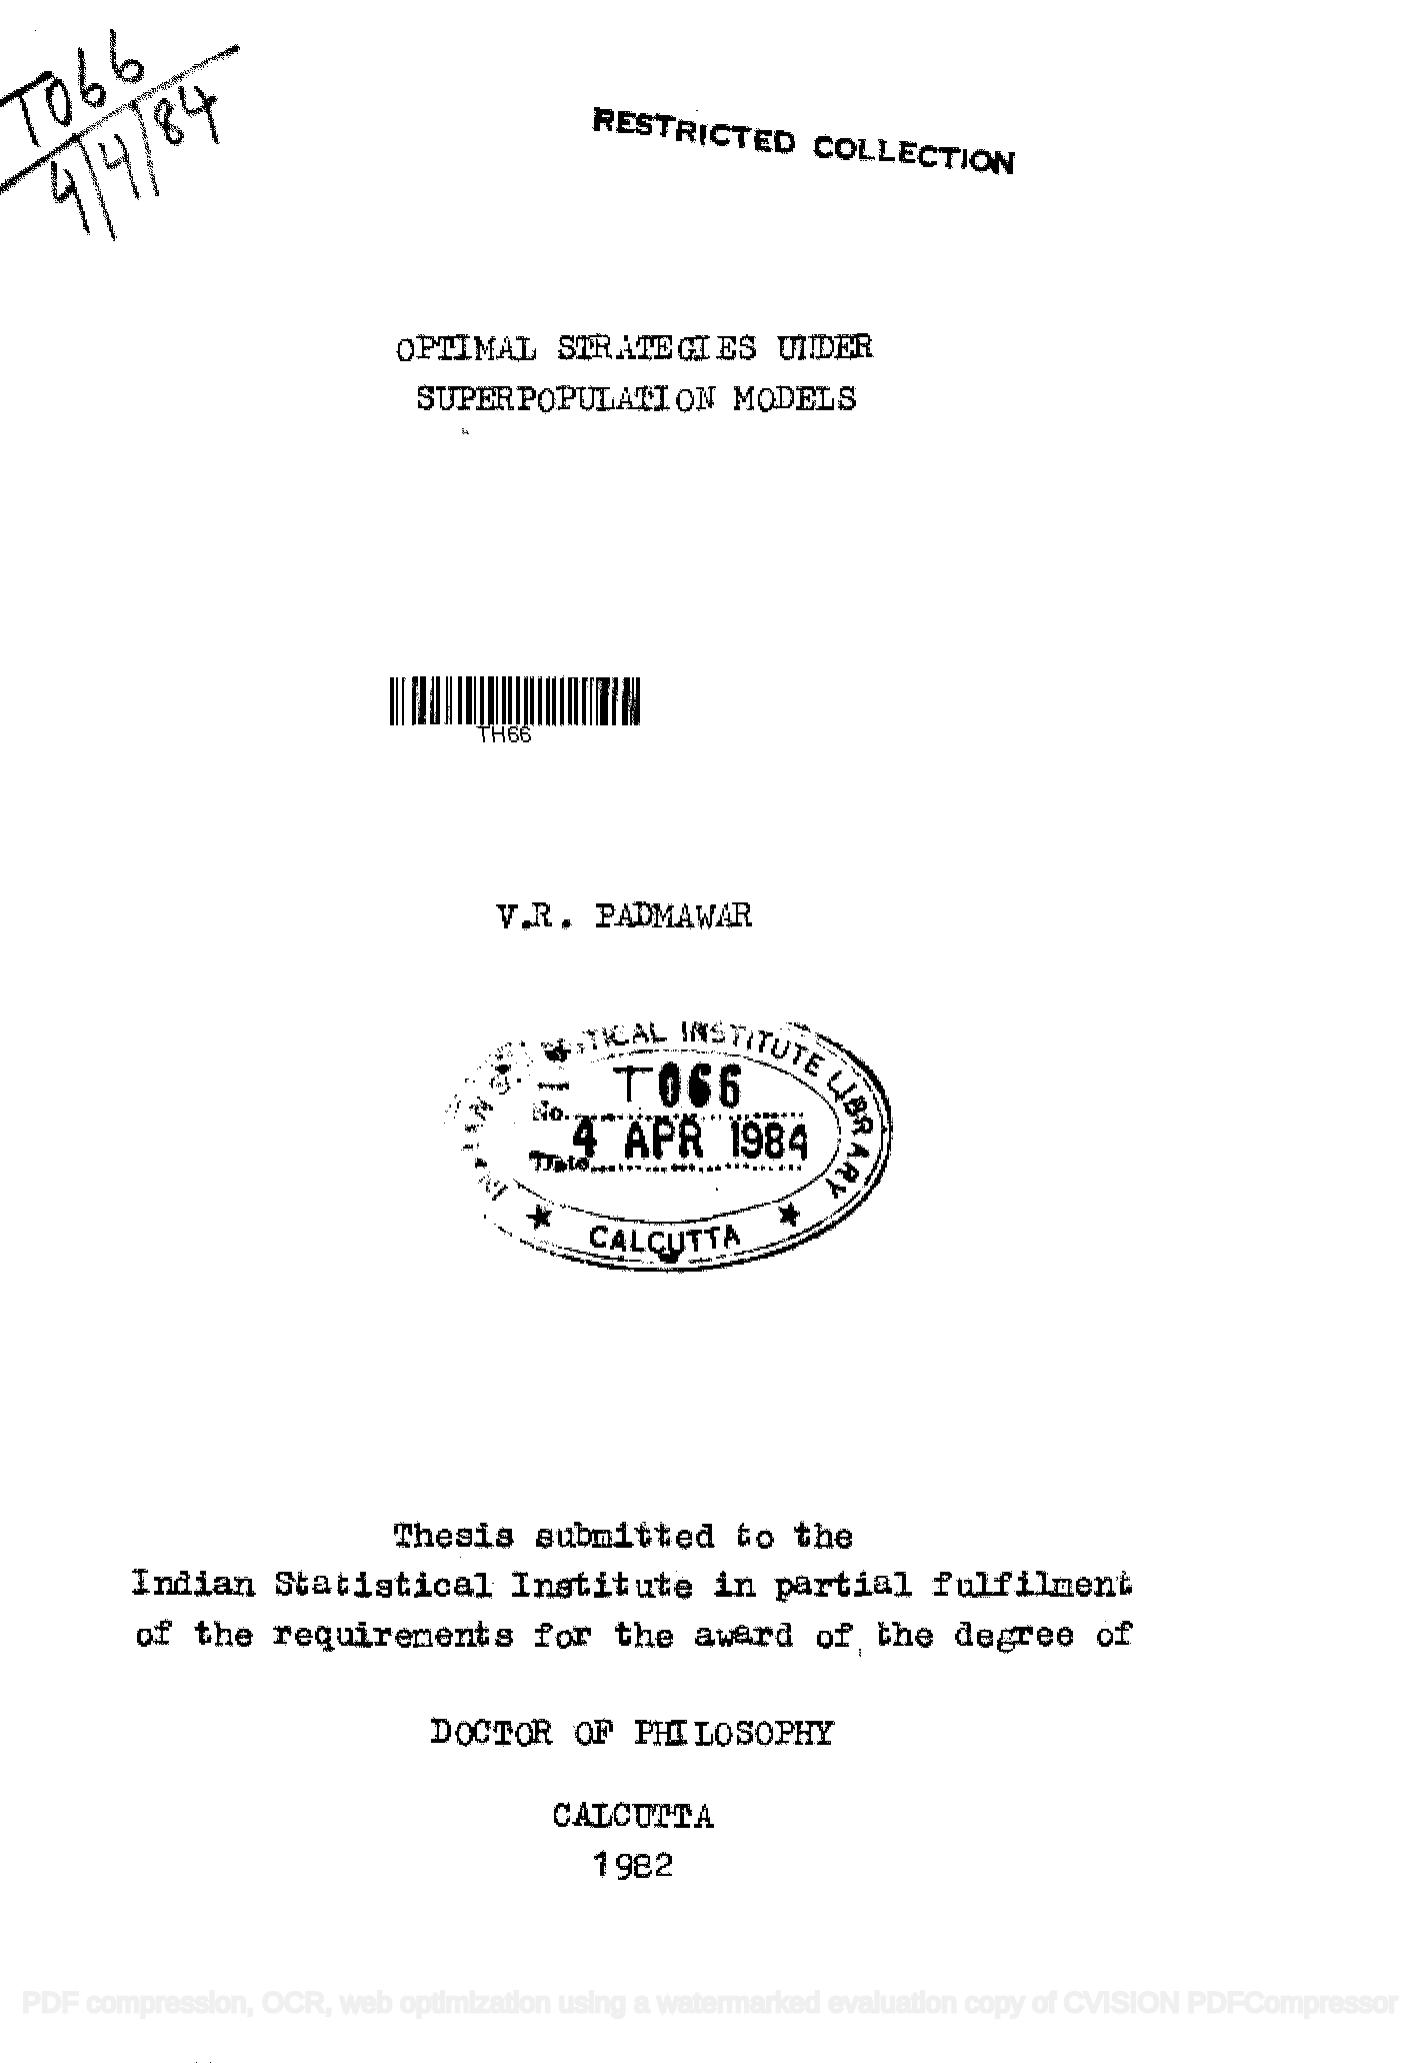 T066
4/4/84
RESTRICTED COLLECTION
OPTIMAL STRATEGIES UNDER
SUPERPOPULATION MODELS
TH66
V.R. PADMAWAR
INSTITUTE LIBRARY
No. T066
Date 4 APR 1984
★ CALCUTTA ★
Thesis submitted to the
Indian Statistical Institute in partial fulfilment
of the requirements for the award of the degree of
DOCTOR OF PHILOSOPHY
CALCUTTA
1982
PDF compression, OCR, web optimization using a watermarked evaluation copy of CVISION PDFCompressor